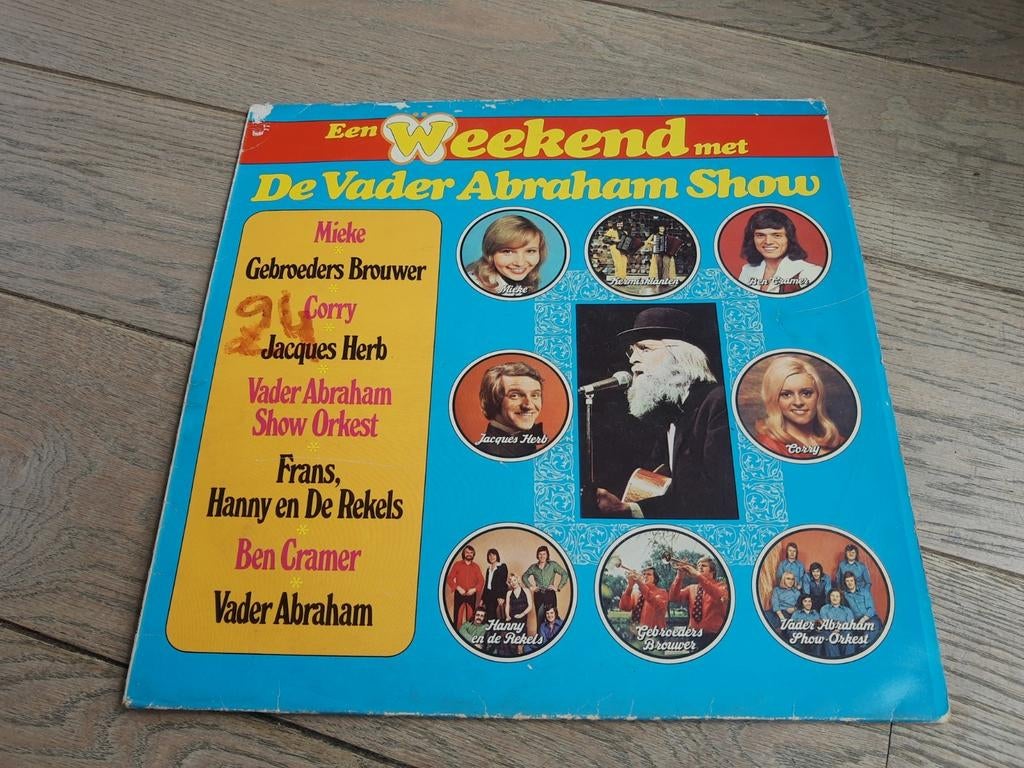 Een Weekend met
De Vader Abraham Show
Mieke
*
Gebroeders Brouwer
*
Corry
*
Jacques Herb
*
Vader Abraham
Show Orkest
*
Frans,
Hanny en De Rekels
*
Ben Cramer
*
Vader Abraham
94
Mieke
Kermisklanten
Ben Cramer
Jacques Herb
Corry
Hanny
en de Rekels
Gebroeders
Brouwer
Vader Abraham
Show Orkest